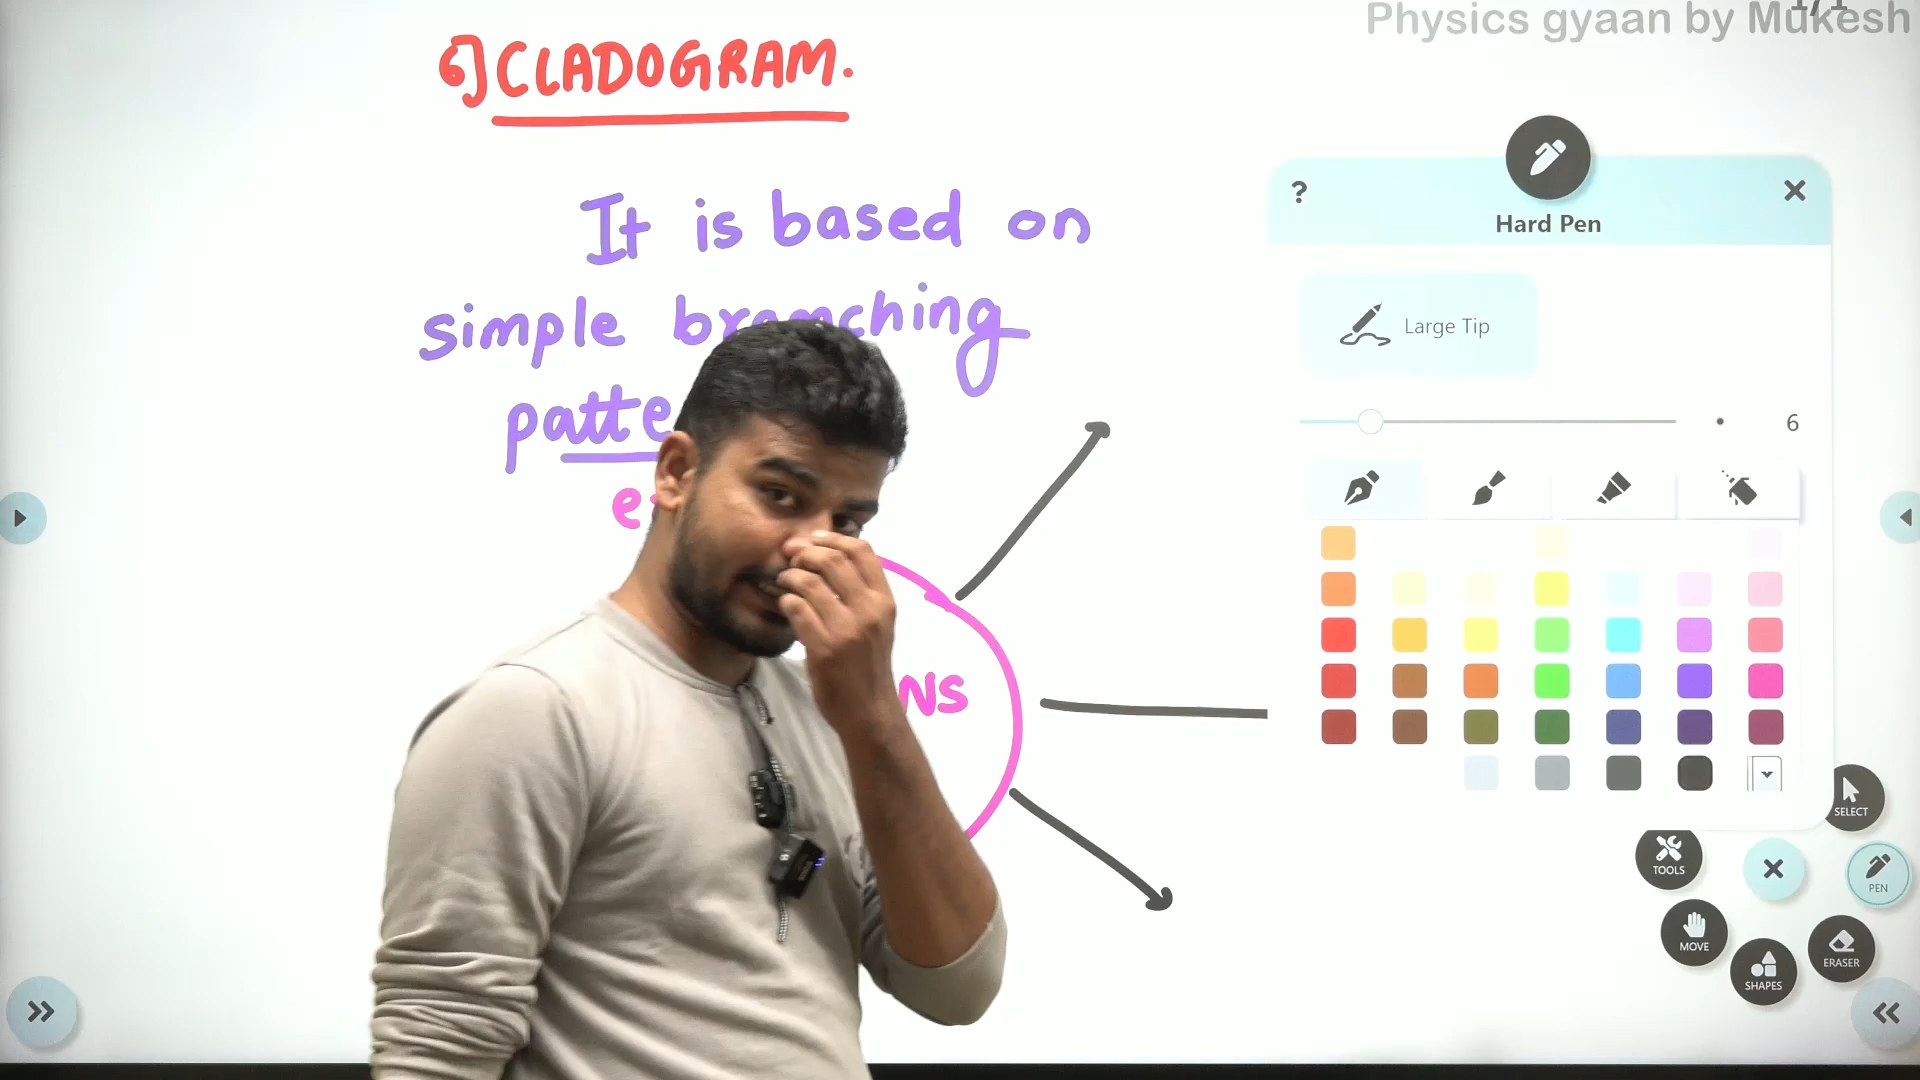 Physics gyaan by Mukesh
6] CLADOGRAM.
It is based on
simple branching
patte
NS
?
Hard Pen
Large Tip
6
SELECT
TOOLS
PEN
MOVE
ERASER
SHAPES